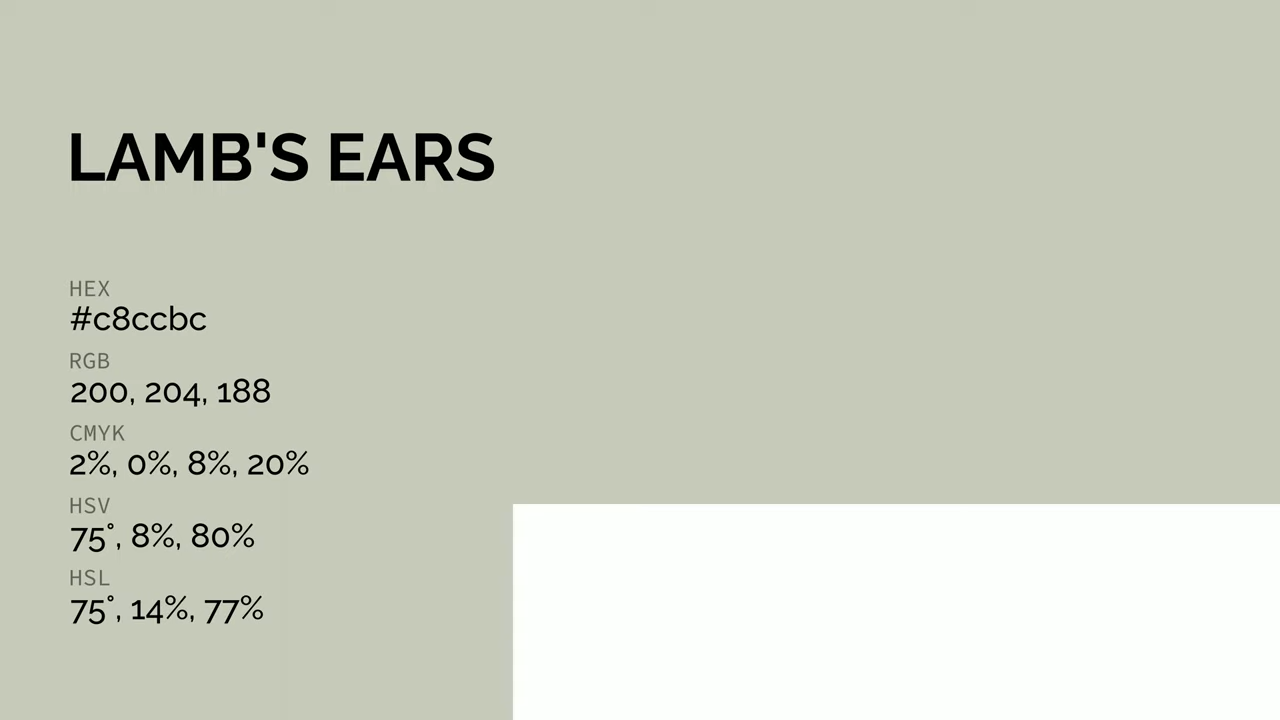 LAMB'S EARS
HEX
#c8ccbc
RGB
200, 204, 188
CMYK
2%, 0%, 8%, 20%
HSV
75°, 8%, 80%
HSL
75°, 14%, 77%